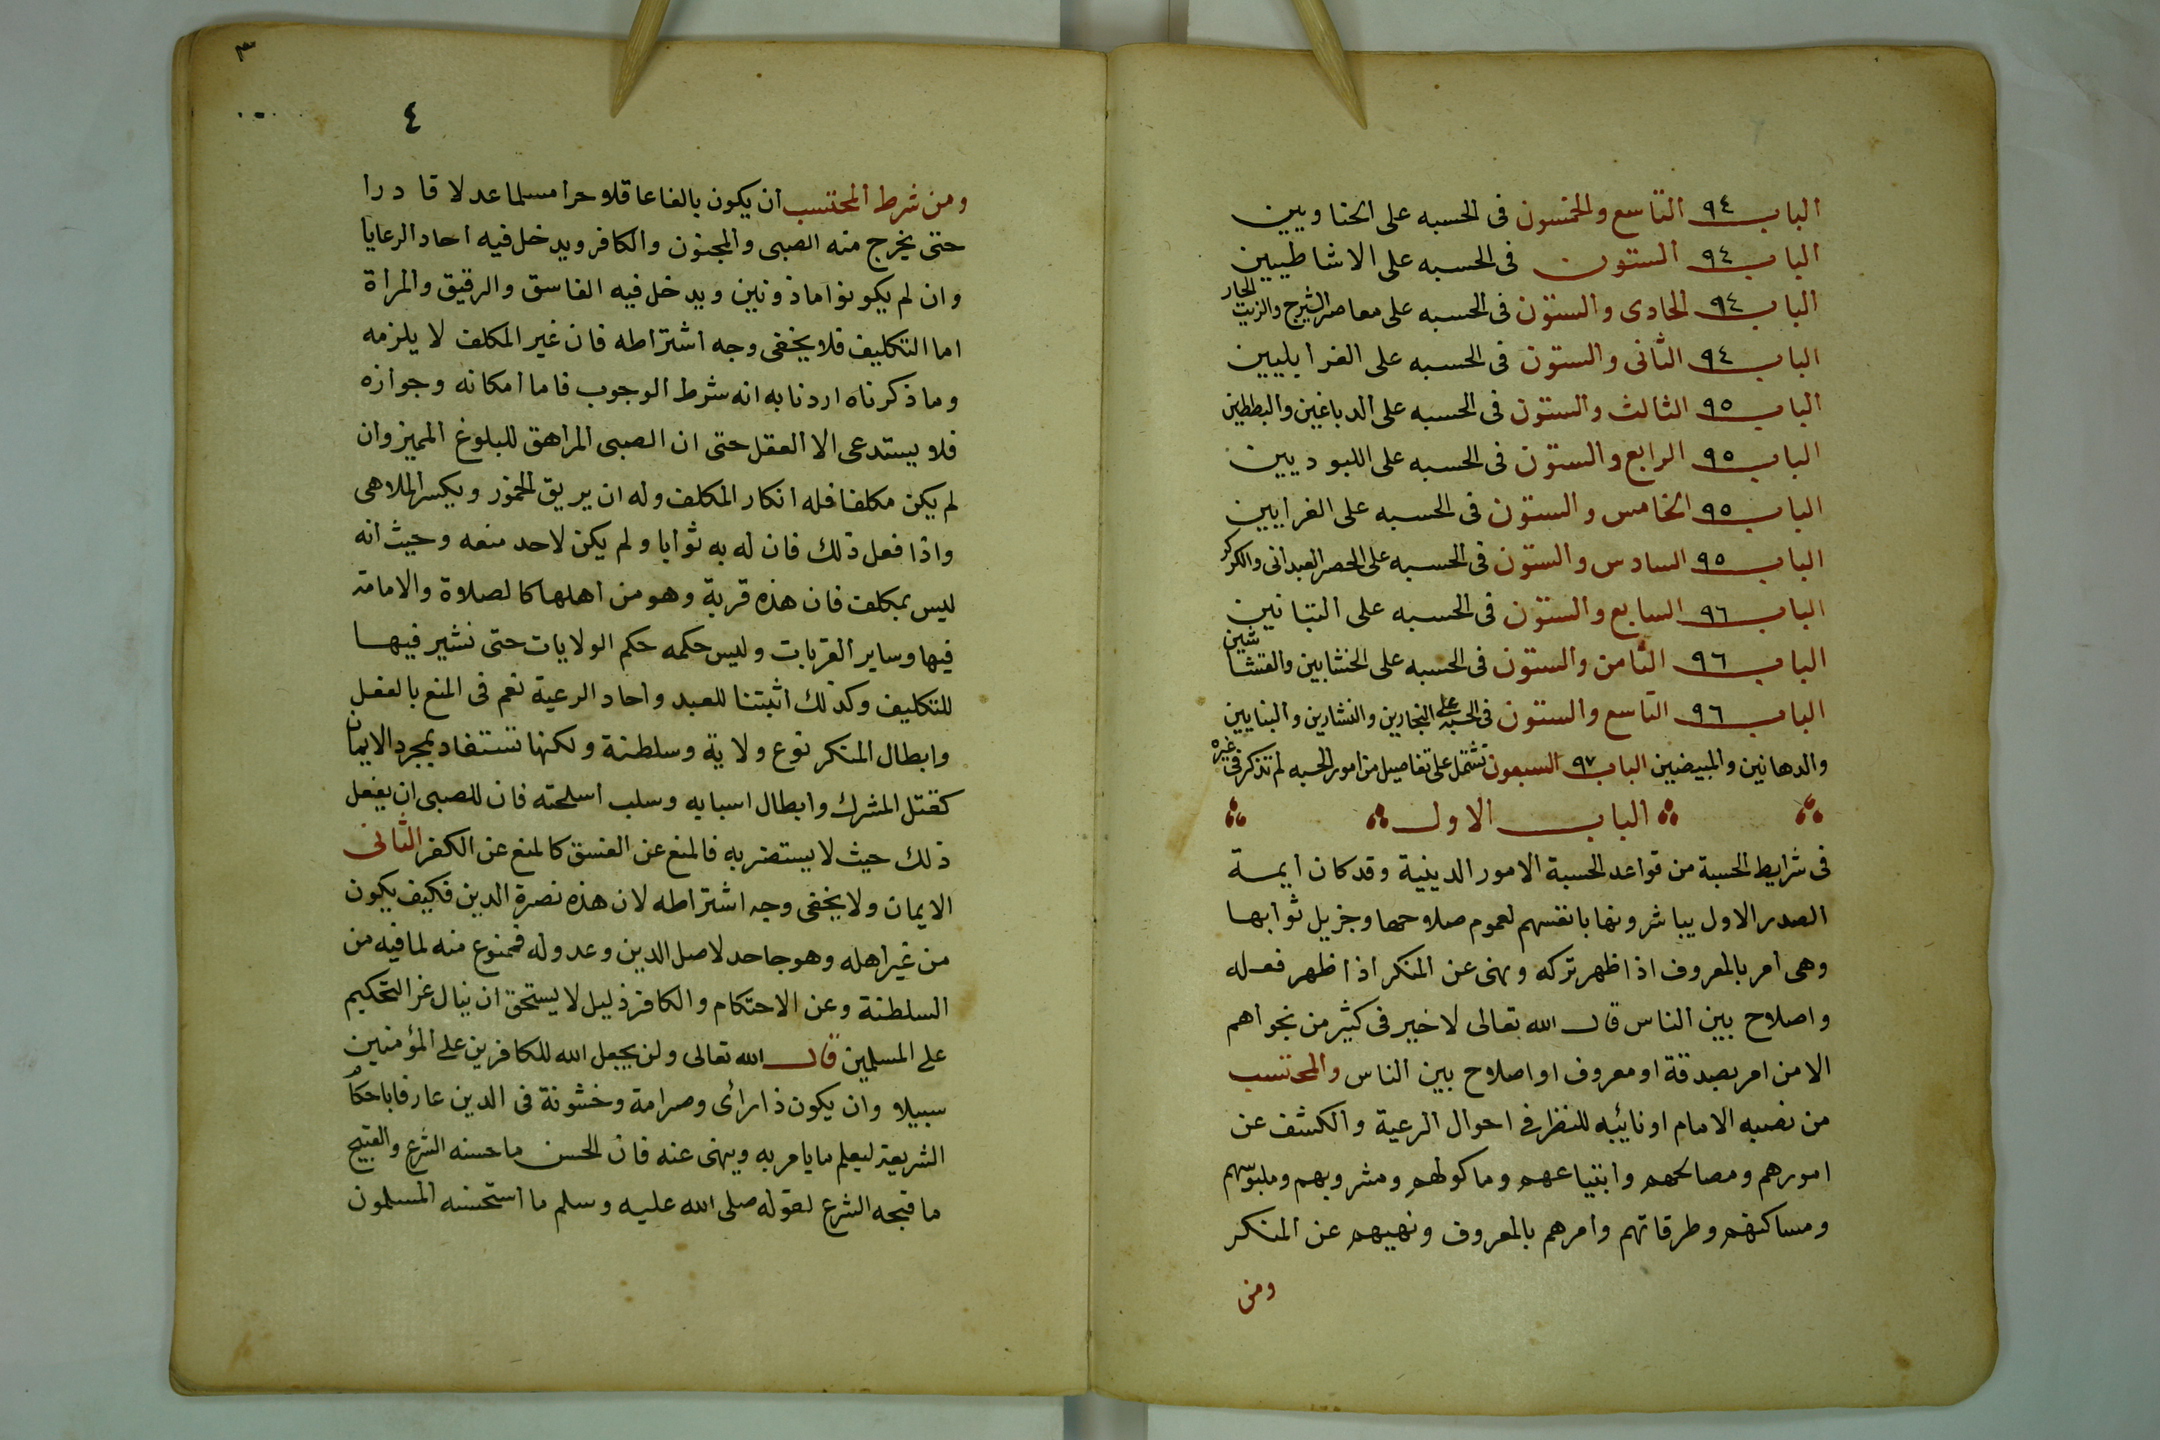 الباب ٩٤ التاسع والخمسون فى الحسبه على الحناويين
الباب ٩٤ الستون فى الحسبه على الاشاطيين
الباب ٩٤ الحادى والستون فى الحسبه على معاصر الشيرج والزيت الحار
الباب ٩٤ الثانى والستون فى الحسبه على الغرابليين
الباب ٩٥ الثالث والستون فى الحسبه على الدباغين والبططين
الباب ٩٥ الرابع والستون فى الحسبه على اللبوديين
الباب ٩٥ الخامس والستون فى الحسبه على الفرايين
الباب ٩٥ السادس والستون فى الحسبه على الحصر العبدانى والكركر
الباب ٩٦ السابع والستون فى الحسبه على التبانين
الباب ٩٦ الثامن والستون فى الحسبه على الخشابين والقشاشين
الباب ٩٦ التاسع والستون فى الحسبه على النجارين والنشارين والبنايين
والدهانين والمبيضين الباب ٩٧ السبعون تشتمل على تفاصيل من امور الحسبه لم تذكر فى غيره
الباب الاول
فى شرايط الحسبة من قواعد الحسبة الامور الدينية وقد كان ايمة
الصدر الاول يباشرونها بانفسهم لعموم صلاحها وجزيل ثوابها
وهى امر بالمعروف اذا ظهر تركه ونهى عن المنكر اذا ظهر فعله
واصلاح بين الناس قال الله تعالى لا خير فى كثير من نجواهم
الا من امر بصدقة او معروف او اصلاح بين الناس والمحتسب
من نصبه الامام او نائبه للنظر فى احوال الرعية والكشف عن
امورهم ومصالحهم وابتياعهم وماكولهم ومشروبهم وملبوسهم
ومساكنهم وطرقاتهم وامرهم بالمعروف ونهيهم عن المنكر
ومن
٣
٤
ومن شرط المحتسب ان يكون بالغا عاقلا حرا مسلما عدلا قادرا
حتى يخرج منه الصبى والمجنون والكافر ويدخل فيه احاد الرعايا
وان لم يكونوا ماذونين ويدخل فيه الفاسق والرقيق والمراة
اما التكليف فلا يخفى وجه اشتراطه فان غير المكلف لا يلزمه
وما ذكرناه اردنا به انه شرط الوجوب فاما امكانه وجوازه
فلا يستدعى الا العقل حتى ان الصبى المراهق للبلوغ المميز وان
لم يكن مكلفا فله انكار المكلف وله ان يريق الخمور ويكسر الملاهى
واذا فعل ذلك فان له به ثوابا ولم يكن لاحد منعه وحيث انه
ليس بمكلف فان هذه قربة وهو من اهلها كالصلاة والامامة
فيها وساير القربات وليس حكمه حكم الولايات حتى نشير فيها
للتكليف وكذلك اثبتنا للعبد واحاد الرعية نعم فى المنع بالفعل
وابطال المنكر نوع ولاية وسلطنة ولكنها تستفاد بمجرد الايمان
كقتل المشرك وابطال اسبابه وسلب اسلحته فان للصبى ان يفعل
ذلك حيث لا يستضر به فالمنع عن الفسق كالمنع عن الكفر الثانى
الايمان ولا يخفى وجه اشتراطه لان هذه نصرة الدين فكيف يكون
من غير اهله وهو جاحد لاصل الدين وعدو له فممنوع منه لما فيه من
السلطنة وعن الاحتكام والكافر ذليل لا يستحق ان ينال عز التحكيم
على المسلمين قال الله تعالى ولن يجعل الله للكافرين على المؤمنين
سبيلا وان يكون ذا راى وصرامة وخشونة فى الدين عارفا باحكام
الشريعة ليعلم ما يامر به وينهى عنه فان الحسن ما حسنه الشرع والقبيح
ما قبحه الشرع لقوله صلى الله عليه وسلم ما استحسنه المسلمون